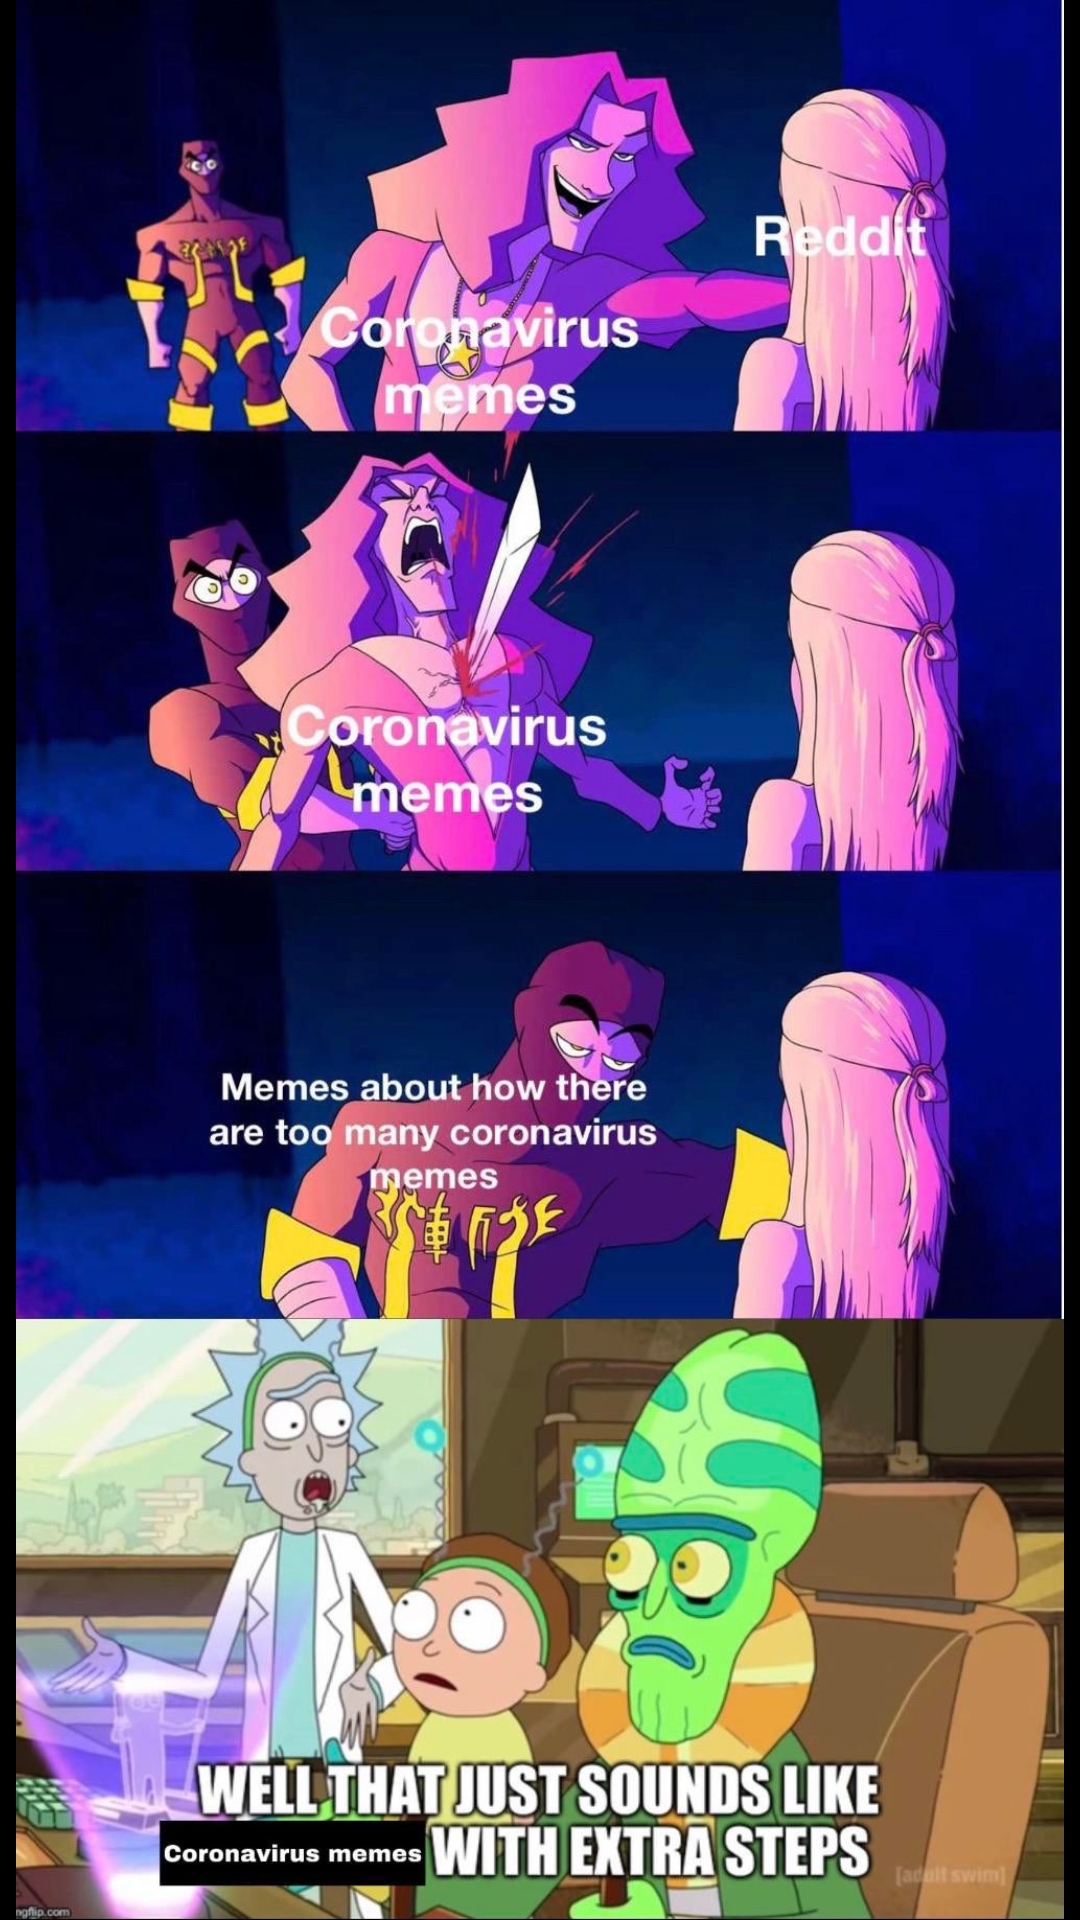 Reddit
Coronavirus
memes
Coronavirus
memes
Memes about how there
are too many coronavirus
memes
WELL THAT JUST SOUNDS LIKE
Coronavirus memes WITH EXTRA STEPS
[adult swim]
ngflip.com